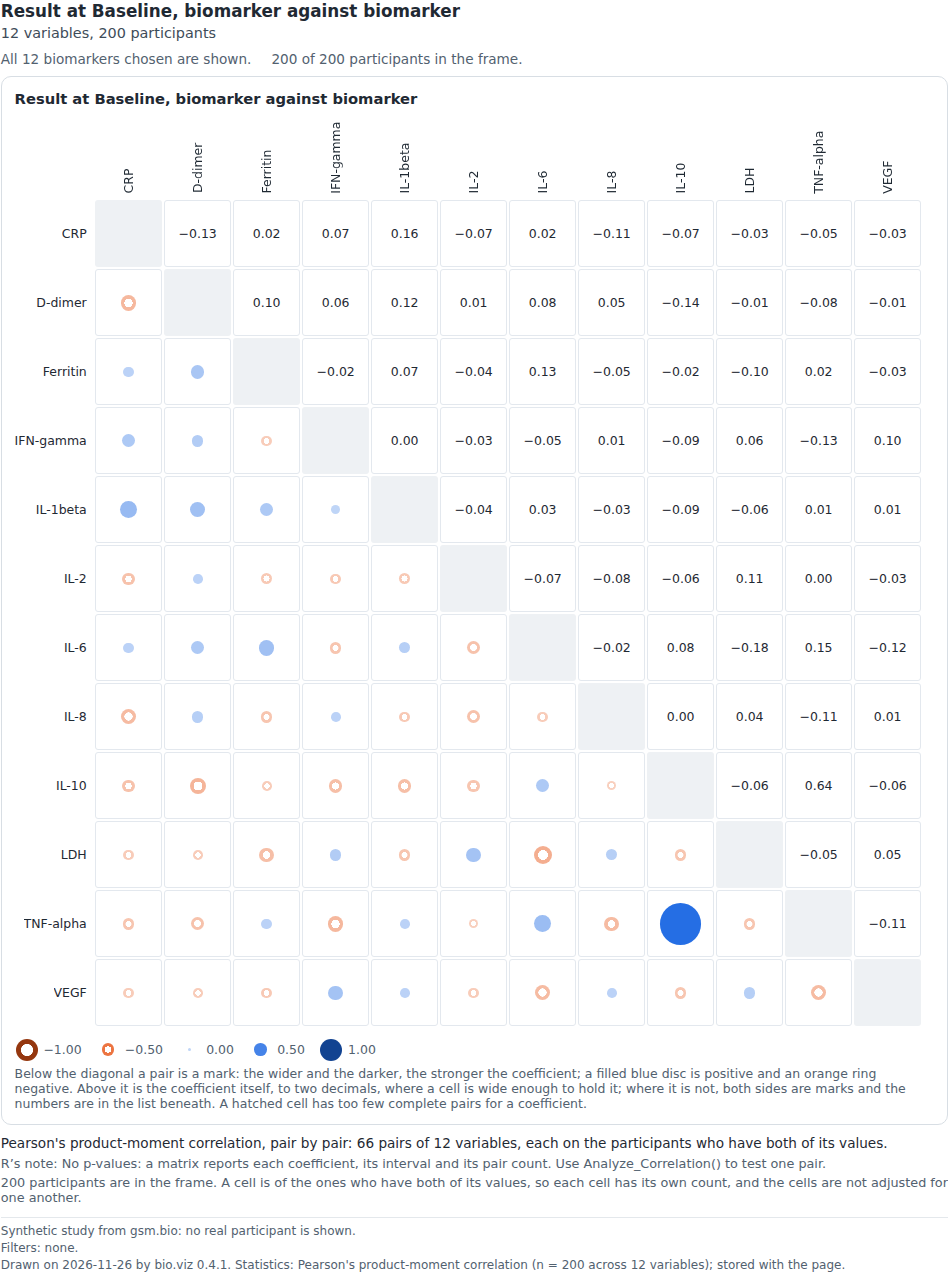 Result at Baseline, biomarker against biomarker
12 variables, 200 participants
All 12 biomarkers chosen are shown. 200 of 200 participants in the frame.
Result at Baseline, biomarker against biomarker
CRP D-dimer Ferritin IFN-gamma IL-1beta IL-2 IL-6 IL-8 IL-10 LDH TNF-alpha VEGF
CRP −0.13 0.02 0.07 0.16 −0.07 0.02 −0.11 −0.07 −0.03 −0.05 −0.03
D-dimer 0.10 0.06 0.12 0.01 0.08 0.05 −0.14 −0.01 −0.08 −0.01
Ferritin −0.02 0.07 −0.04 0.13 −0.05 −0.02 −0.10 0.02 −0.03
IFN-gamma 0.00 −0.03 −0.05 0.01 −0.09 0.06 −0.13 0.10
IL-1beta −0.04 0.03 −0.03 −0.09 −0.06 0.01 0.01
IL-2 −0.07 −0.08 −0.06 0.11 0.00 −0.03
IL-6 −0.02 0.08 −0.18 0.15 −0.12
IL-8 0.00 0.04 −0.11 0.01
IL-10 −0.06 0.64 −0.06
LDH −0.05 0.05
TNF-alpha −0.11
VEGF
−1.00 −0.50 0.00 0.50 1.00
Below the diagonal a pair is a mark: the wider and the darker, the stronger the coefficient; a filled blue disc is positive and an orange ring
negative. Above it is the coefficient itself, to two decimals, where a cell is wide enough to hold it; where it is not, both sides are marks and the
numbers are in the list beneath. A hatched cell has too few complete pairs for a coefficient.
Pearson's product-moment correlation, pair by pair: 66 pairs of 12 variables, each on the participants who have both of its values.
R’s note: No p-values: a matrix reports each coefficient, its interval and its pair count. Use Analyze_Correlation() to test one pair.
200 participants are in the frame. A cell is of the ones who have both of its values, so each cell has its own count, and the cells are not adjusted for
one another.
Synthetic study from gsm.bio: no real participant is shown.
Filters: none.
Drawn on 2026-11-26 by bio.viz 0.4.1. Statistics: Pearson's product-moment correlation (n = 200 across 12 variables); stored with the page.